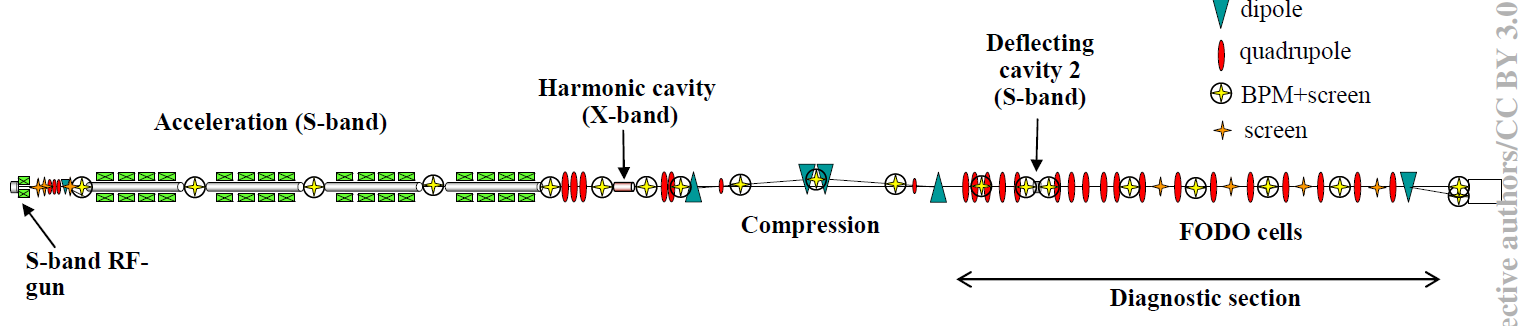 dipole
quadrupole
BPM+screen
screen
Deflecting
cavity 2
(S-band)
Harmonic cavity
(X-band)
Acceleration (S-band)
S-band RF-
gun
Compression
FODO cells
Diagnostic section
ective authors/CC BY 3.0